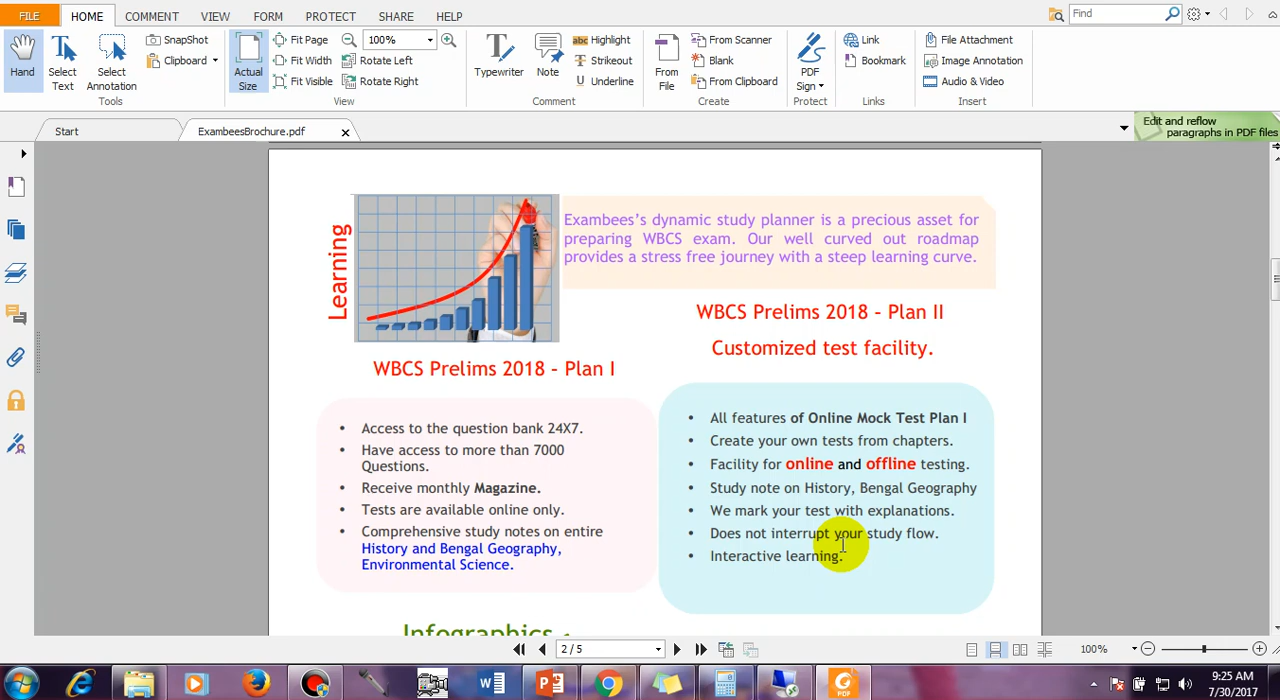 FILE HOME COMMENT VIEW FORM PROTECT SHARE HELP Find
Hand
Select Text
Select Annotation
SnapShot
Clipboard
Tools
Actual Size
Fit Page
Fit Width
Fit Visible
100%
Rotate Left
Rotate Right
View
Typewriter
Note
abc Highlight
Strikeout
U Underline
Comment
From File
From Scanner
Blank
From Clipboard
Create
PDF Sign
Protect
Link
Bookmark
Links
File Attachment
Image Annotation
Audio & Video
Insert
Start
ExambeesBrochure.pdf
Edit and reflow
paragraphs in PDF files
Learning
Exambees's dynamic study planner is a precious asset for
preparing WBCS exam. Our well curved out roadmap
provides a stress free journey with a steep learning curve.
WBCS Prelims 2018 - Plan I
• Access to the question bank 24X7.
• Have access to more than 7000
Questions.
• Receive monthly Magazine.
• Tests are available online only.
• Comprehensive study notes on entire
History and Bengal Geography,
Environmental Science.
WBCS Prelims 2018 - Plan II
Customized test facility.
• All features of Online Mock Test Plan I
• Create your own tests from chapters.
• Facility for online and offline testing.
• Study note on History, Bengal Geography
• We mark your test with explanations.
• Does not interrupt your study flow.
• Interactive learning.
Infographics
2 / 5
100%
PDF
9:25 AM
7/30/2017